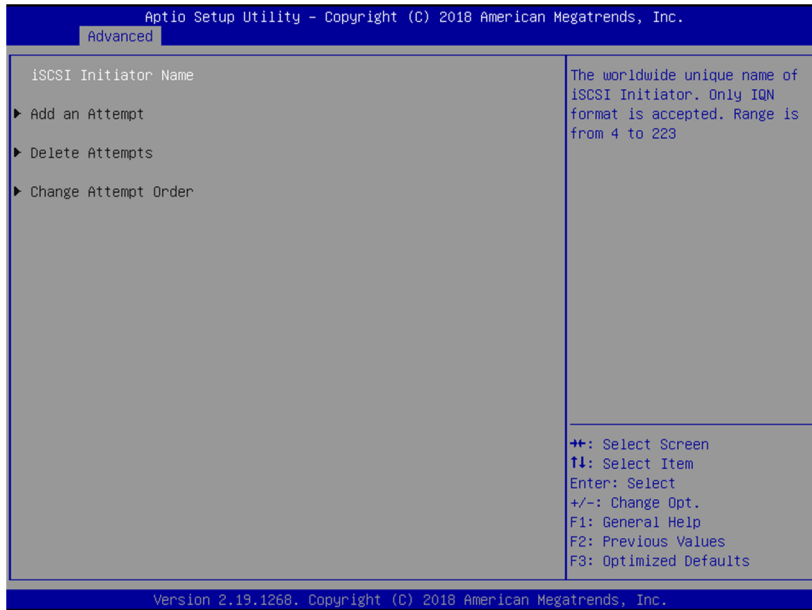 Aptio Setup Utility – Copyright (C) 2018 American Megatrends, Inc.
Advanced
iSCSI Initiator Name
▶ Add an Attempt
▶ Delete Attempts
▶ Change Attempt Order
The worldwide unique name of
iSCSI Initiator. Only IQN
format is accepted. Range is
from 4 to 223
→←: Select Screen
↑↓: Select Item
Enter: Select
+/-: Change Opt.
F1: General Help
F2: Previous Values
F3: Optimized Defaults
Version 2.19.1268. Copyright (C) 2018 American Megatrends, Inc.